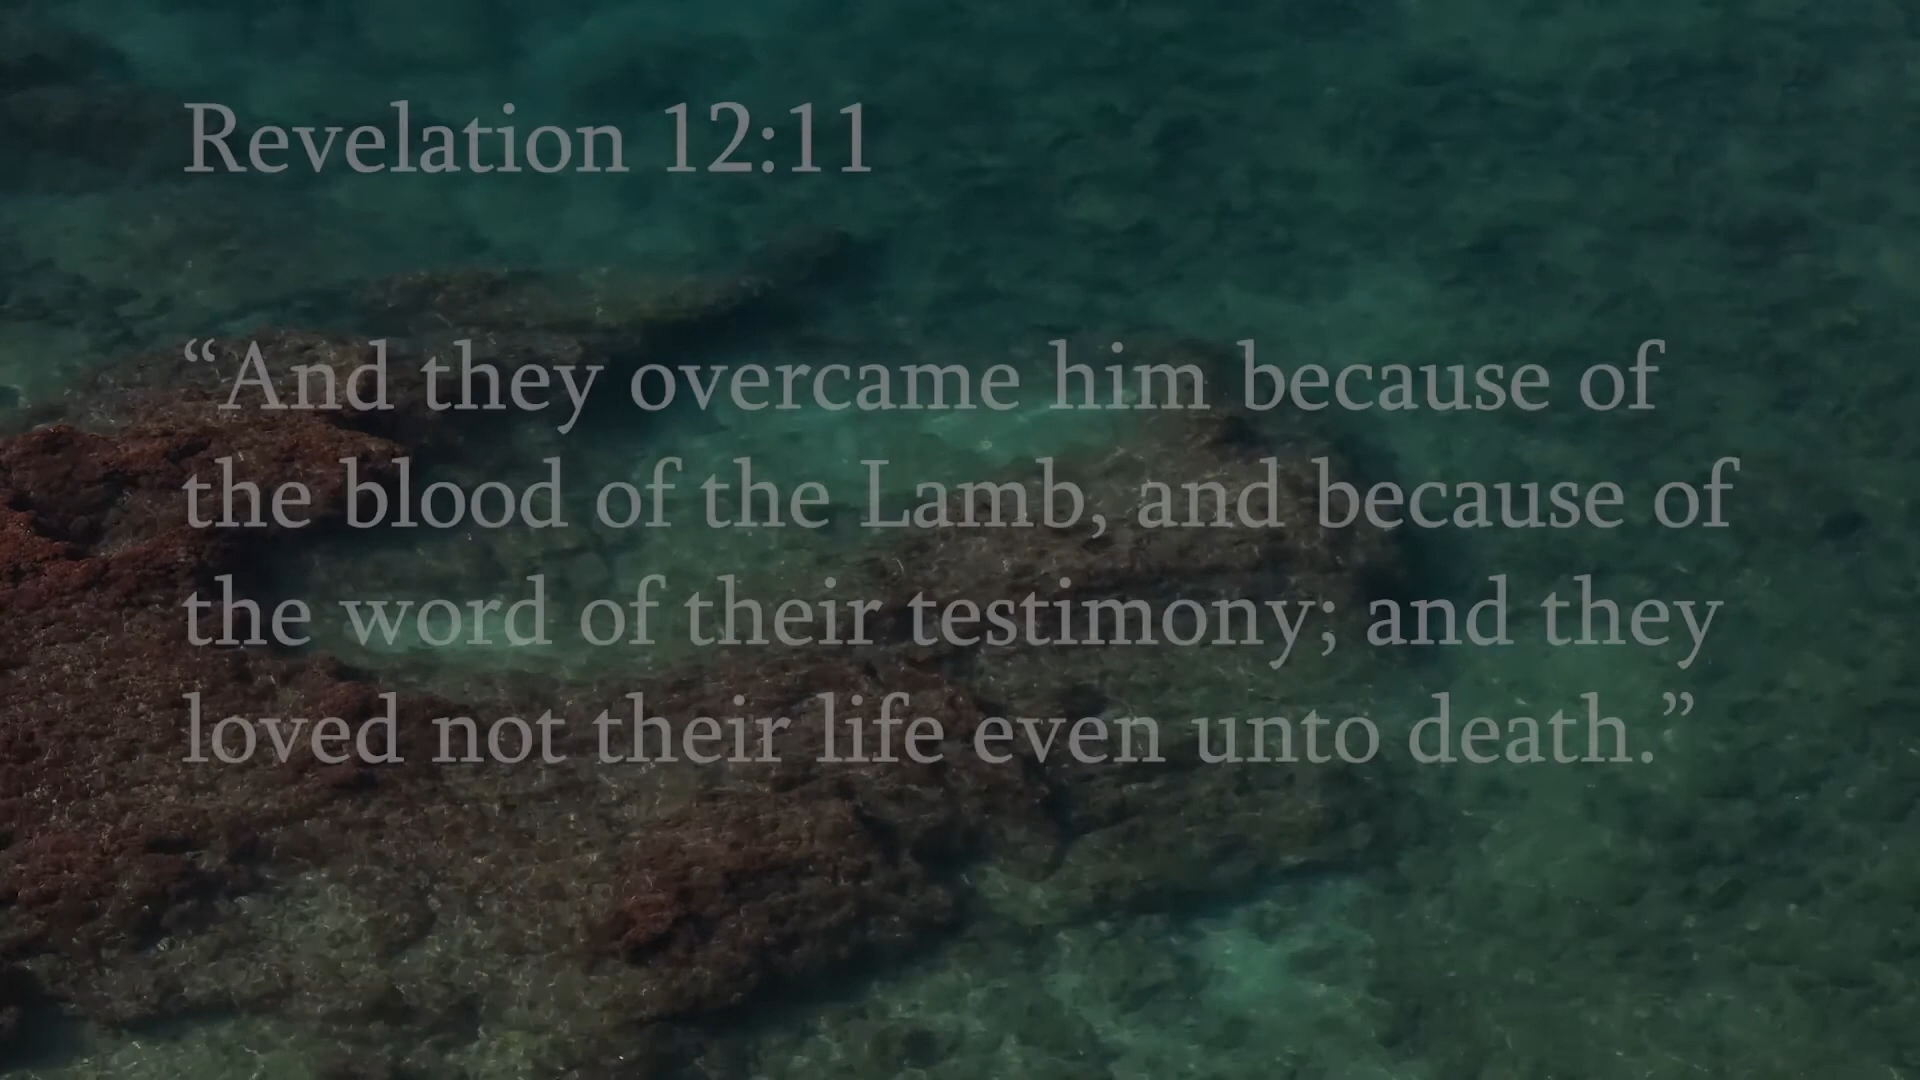 Revelation 12:11
“And they overcame him because of
the blood of the Lamb, and because of
the word of their testimony; and they
loved not their life even unto death.”